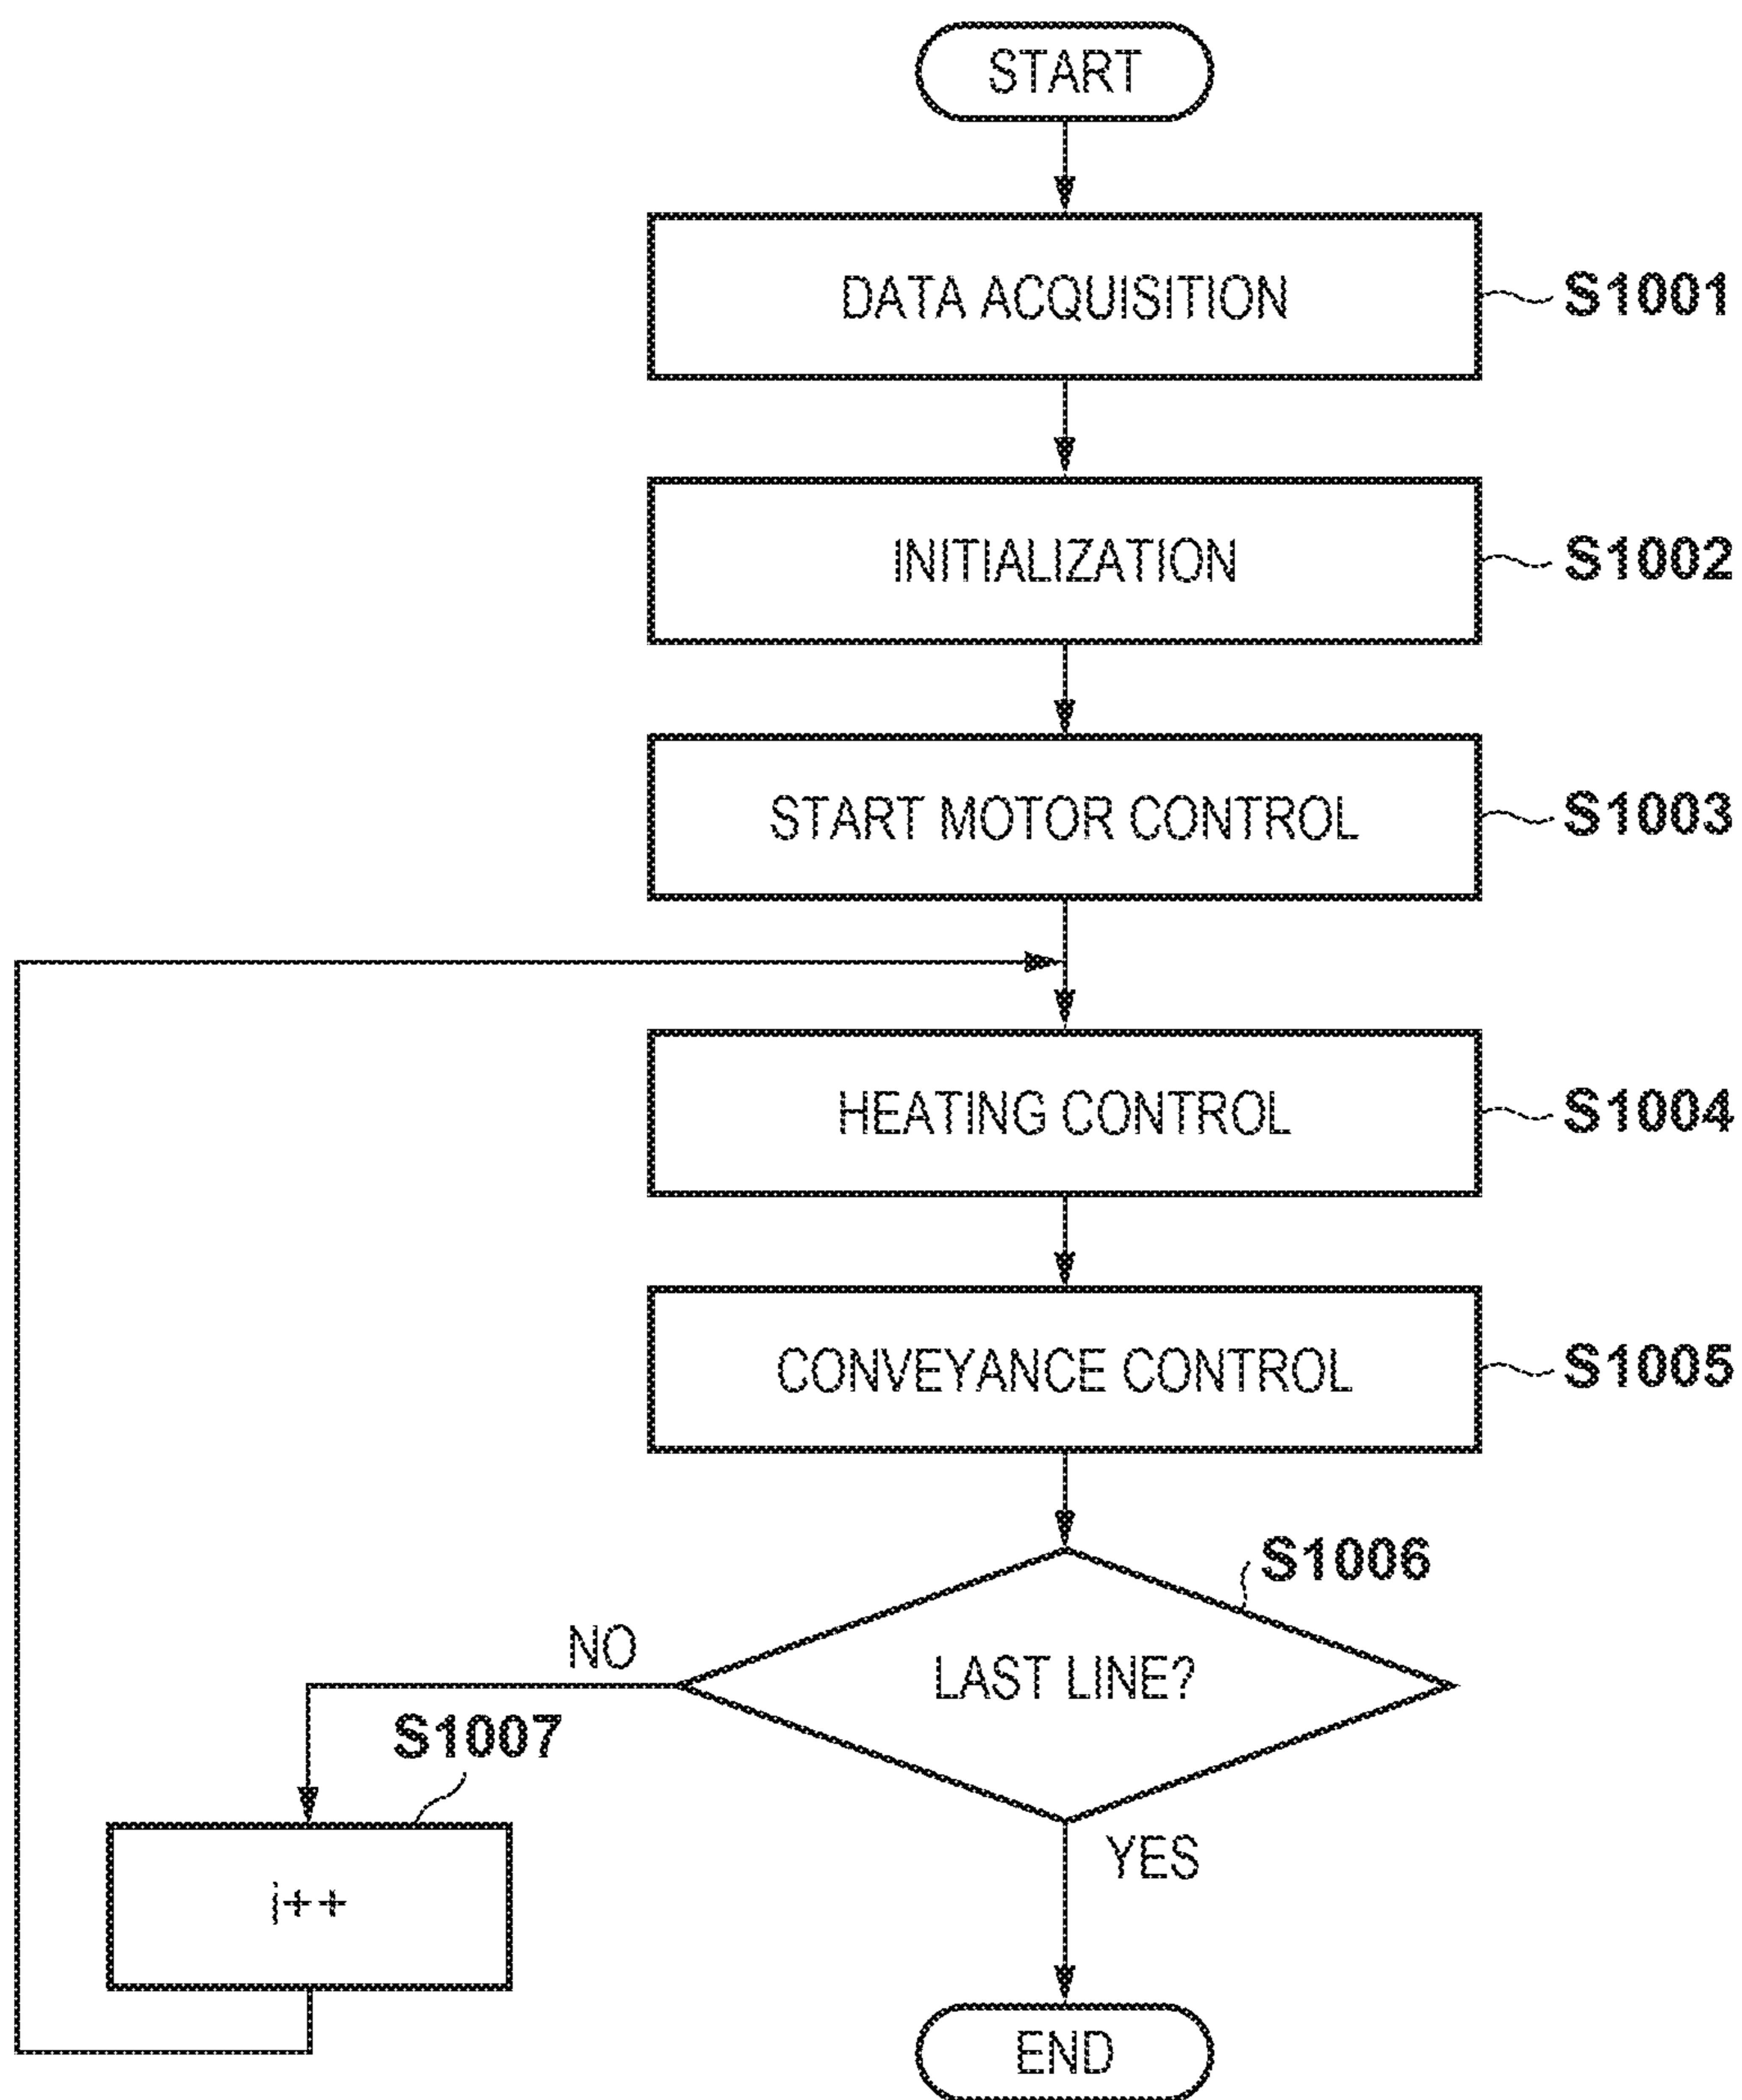 START
DATA ACQUISITION
S1001
INITIALIZATION
S1002
START MOTOR CONTROL
S1003
HEATING CONTROL
S1004
CONVEYANCE CONTROL
S1005
S1006
LAST LINE?
NO
S1007
YES
i++
END